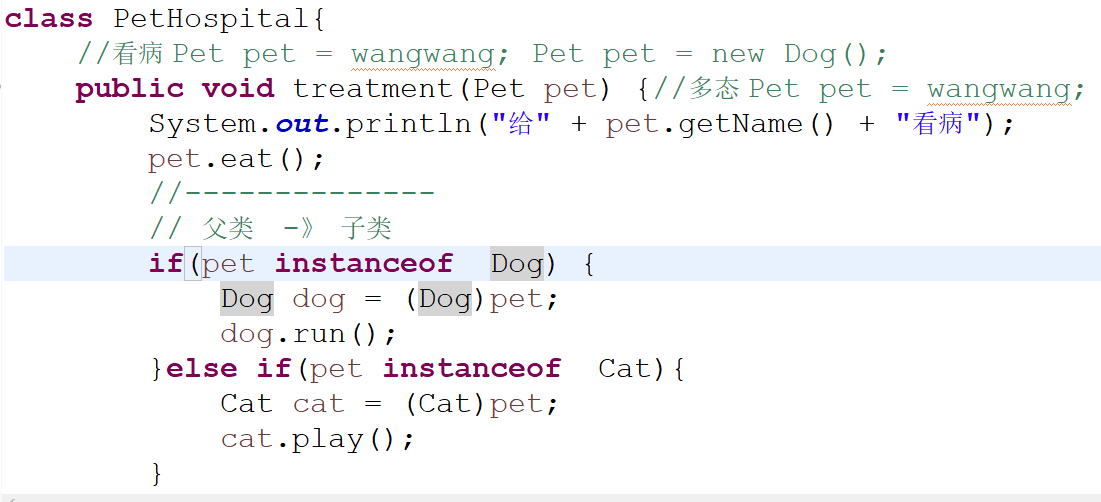 class PetHospital{
//看病 Pet pet = wangwang; Pet pet = new Dog();
public void treatment(Pet pet) {//多态 Pet pet = wangwang;
System.out.println("给" + pet.getName() + "看病");
pet.eat();
//--------------
// 父类 -》 子类
if(pet instanceof Dog) {
Dog dog = (Dog)pet;
dog.run();
}else if(pet instanceof Cat){
Cat cat = (Cat)pet;
cat.play();
}